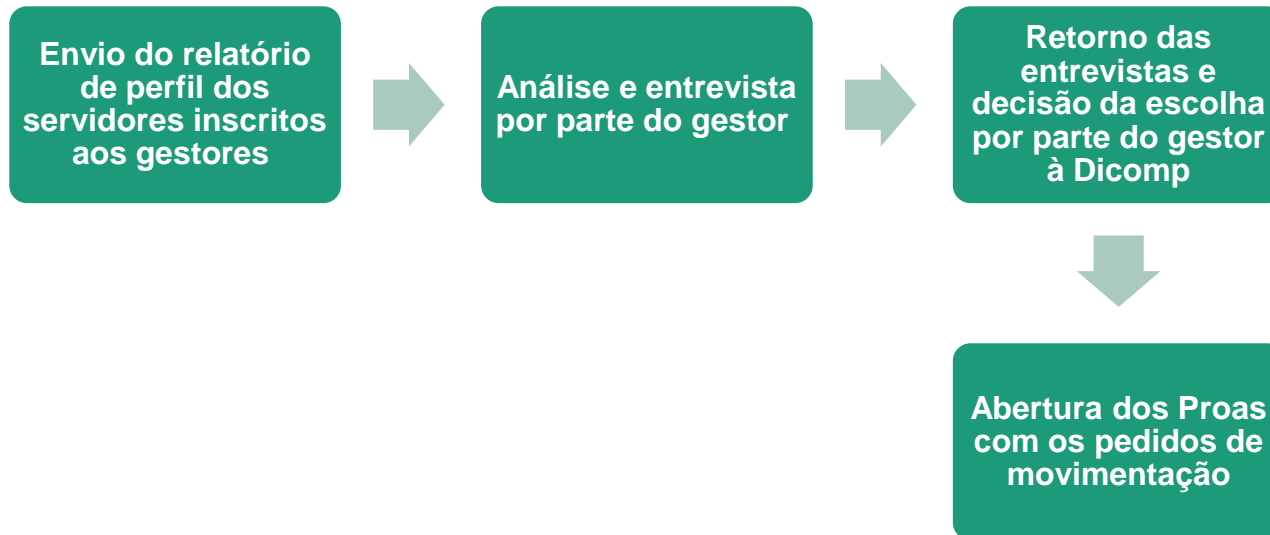 Envio do relatório
de perfil dos
servidores inscritos
aos gestores
Análise e entrevista
por parte do gestor
Retorno das
entrevistas e
decisão da escolha
por parte do gestor
à Dicomp
Abertura dos Proas
com os pedidos de
movimentação